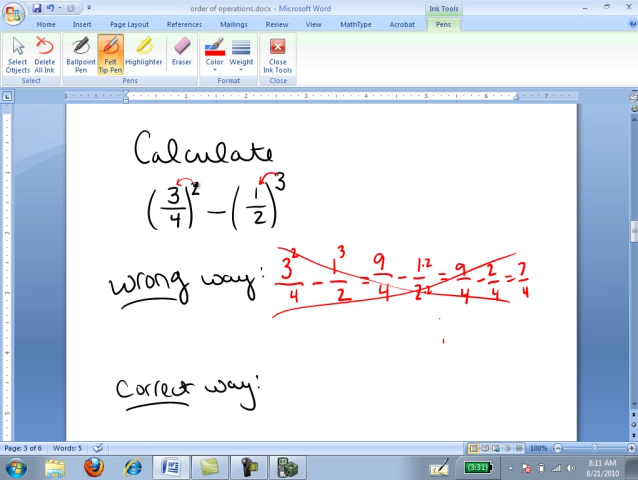 order of operations.docx - Microsoft Word
Ink Tools
Home Insert Page Layout References Mailings Review View MathType Acrobat Pens
Select Objects Delete All Ink Ballpoint Pen Felt Tip Pen Highlighter Eraser Color Weight Close Ink Tools
Select Pens Format Close
Calculate
(3/4)² − (1/2)³
Wrong way: 3²/4 − 1³/2 = 9/4 − 1·2/2·2 = 9/4 − 2/4 = 7/4
Correct way:
Page: 3 of 6 Words: 5 100%
(3:31) 8:11 AM
8/21/2010